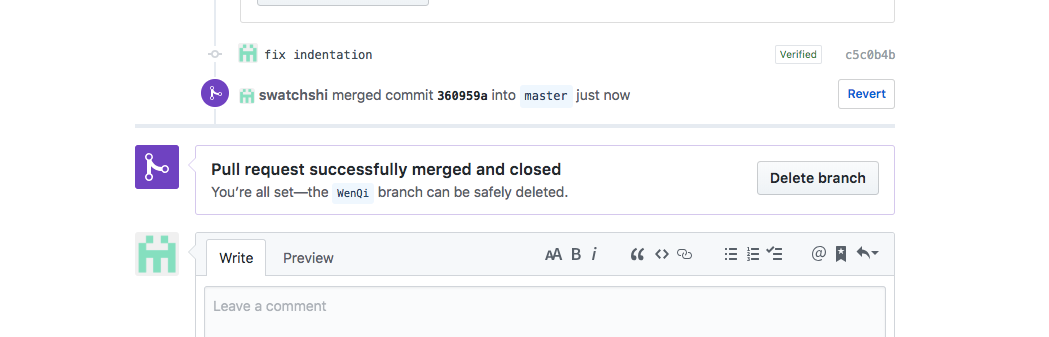 fix indentation Verified c5c0b4b
swatchshi merged commit 360959a into master just now Revert
Pull request successfully merged and closed
You're all set—the WenQi branch can be safely deleted.
Delete branch
Write Preview AA B i @
Leave a comment